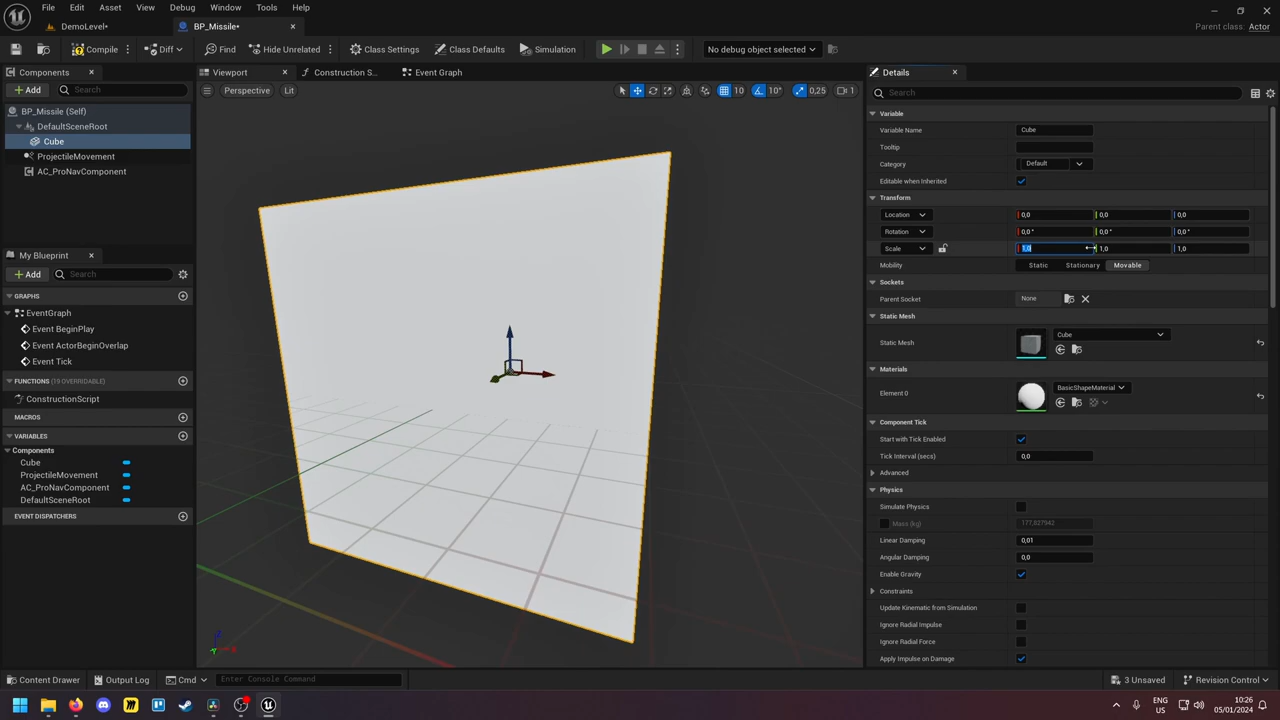 File Edit Asset View Debug Window Tools Help
Parent class: Actor
DemoLevel•
BP_Missile•
Compile
Diff
Find
Hide Unrelated
Class Settings
Class Defaults
Simulation
No debug object selected
Components
Viewport
Construction S...
Event Graph
Details
Add
Search
Perspective
Lit
10
10°
0,25
1
Search
BP_Missile (Self)
DefaultSceneRoot
Cube
ProjectileMovement
AC_ProNavComponent
My Blueprint
Add
Search
GRAPHS
EventGraph
Event BeginPlay
Event ActorBeginOverlap
Event Tick
FUNCTIONS (19 OVERRIDABLE)
ConstructionScript
MACROS
VARIABLES
Components
Cube
ProjectileMovement
AC_ProNavComponent
DefaultSceneRoot
EVENT DISPATCHERS
Variable
Variable Name Cube
Tooltip
Category Default
Editable when Inherited
Transform
Location 0,0 0,0 0,0
Rotation 0,0 ° 0,0 ° 0,0 °
Scale 1,0 1,0 1,0
Mobility Static Stationary Movable
Sockets
Parent Socket None
Static Mesh
Static Mesh Cube
Materials
Element 0 BasicShapeMaterial
Component Tick
Start with Tick Enabled
Tick Interval (secs) 0,0
Advanced
Physics
Simulate Physics
Mass (kg) 177,827942
Linear Damping 0,01
Angular Damping 0,0
Enable Gravity
Constraints
Update Kinematic from Simulation
Ignore Radial Impulse
Ignore Radial Force
Apply Impulse on Damage
Content Drawer
Output Log
Cmd
Enter Console Command
3 Unsaved
Revision Control
ENG
US
10:26
05/01/2024